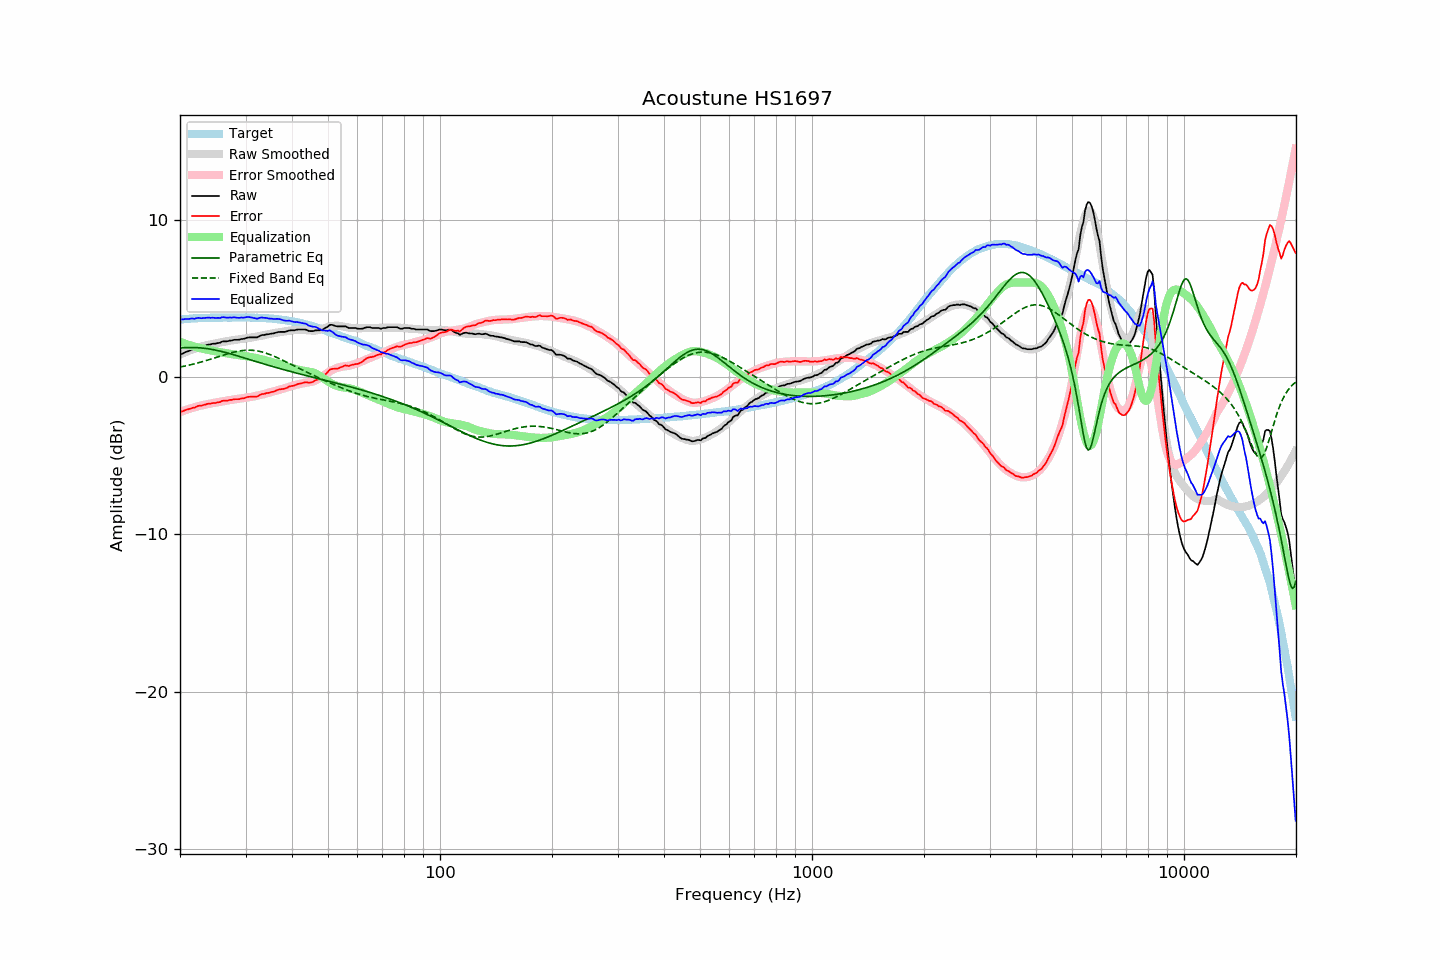 Acoustune HS1697
Target
Raw Smoothed
Error Smoothed
Raw
Error
Equalization
Parametric Eq
Fixed Band Eq
Equalized
10
0
−10
−20
−30
Amplitude (dBr)
100
1000
10000
Frequency (Hz)